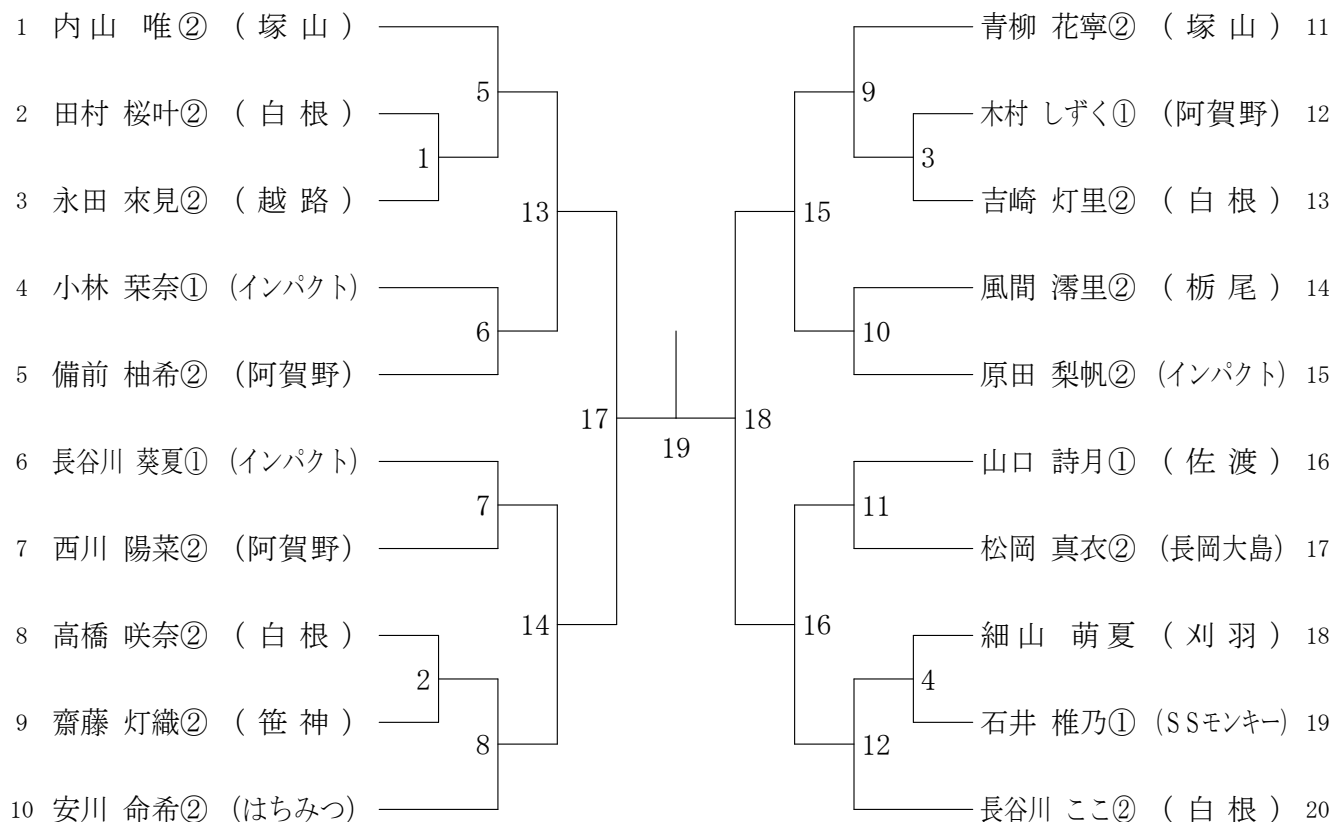 1 内山 唯② (塚山)
5
2 田村 桜叶② (白根)
1
3 永田 來見② (越路)
13
4 小林 栞奈① (インパクト)
6
5 備前 柚希② (阿賀野)
17
6 長谷川 葵夏① (インパクト)
7
7 西川 陽菜② (阿賀野)
14
8 高橋 咲奈② (白根)
2
9 齋藤 灯織② (笹神)
8
10 安川 命希② (はちみつ)
19
青柳 花寧② (塚山) 11
9
木村 しずく① (阿賀野) 12
3
吉崎 灯里② (白根) 13
15
風間 澪里② (栃尾) 14
10
原田 梨帆② (インパクト) 15
18
山口 詩月① (佐渡) 16
11
松岡 真衣② (長岡大島) 17
16
細山 萌夏 (刈羽) 18
4
石井 椎乃① (SSモンキー) 19
12
長谷川 ここ② (白根) 20